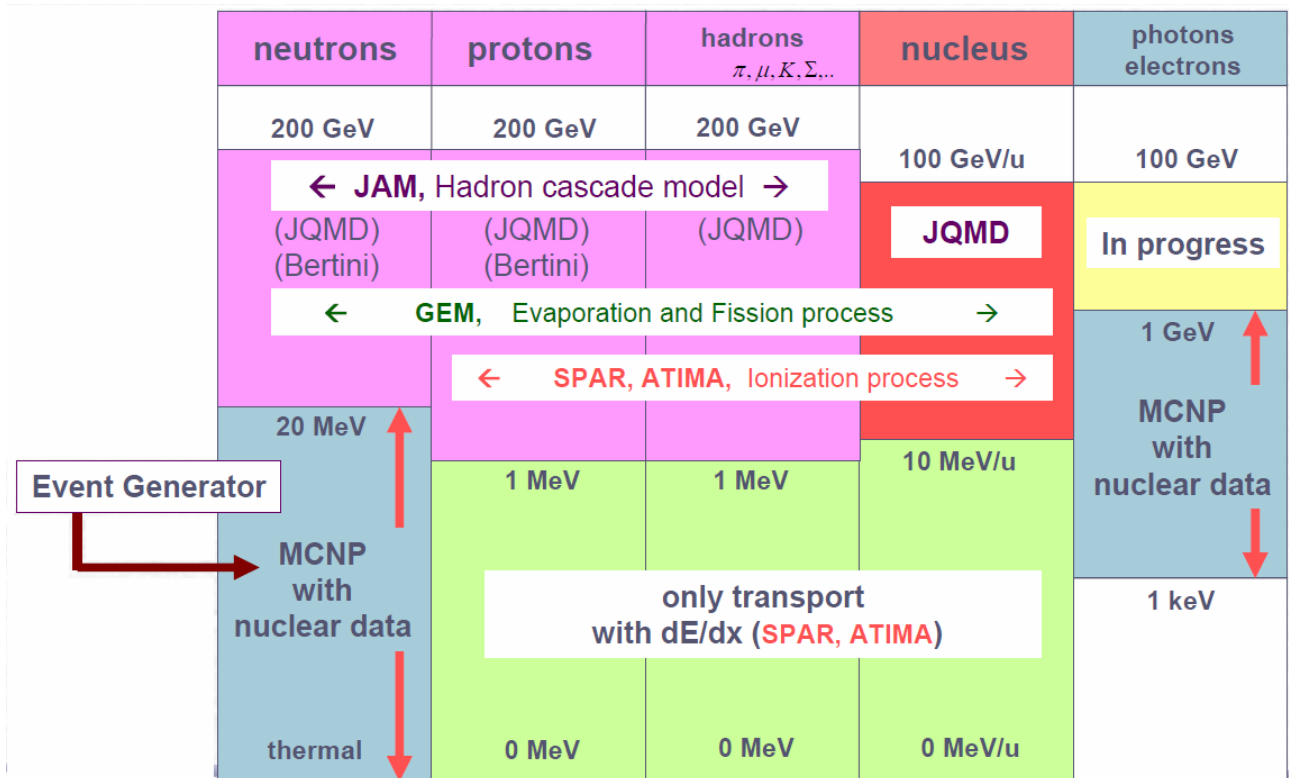 neutrons
protons
hadrons
π, μ, K, Σ,..
nucleus
photons
electrons
200 GeV
200 GeV
200 GeV
100 GeV/u
100 GeV
← JAM, Hadron cascade model →
(JQMD)
(Bertini)
(JQMD)
(Bertini)
(JQMD)
JQMD
In progress
← GEM, Evaporation and Fission process →
← SPAR, ATIMA, Ionization process →
1 GeV
MCNP
with
nuclear data
1 keV
20 MeV
1 MeV
1 MeV
10 MeV/u
Event Generator
MCNP
with
nuclear data
only transport
with dE/dx (SPAR, ATIMA)
thermal
0 MeV
0 MeV
0 MeV/u